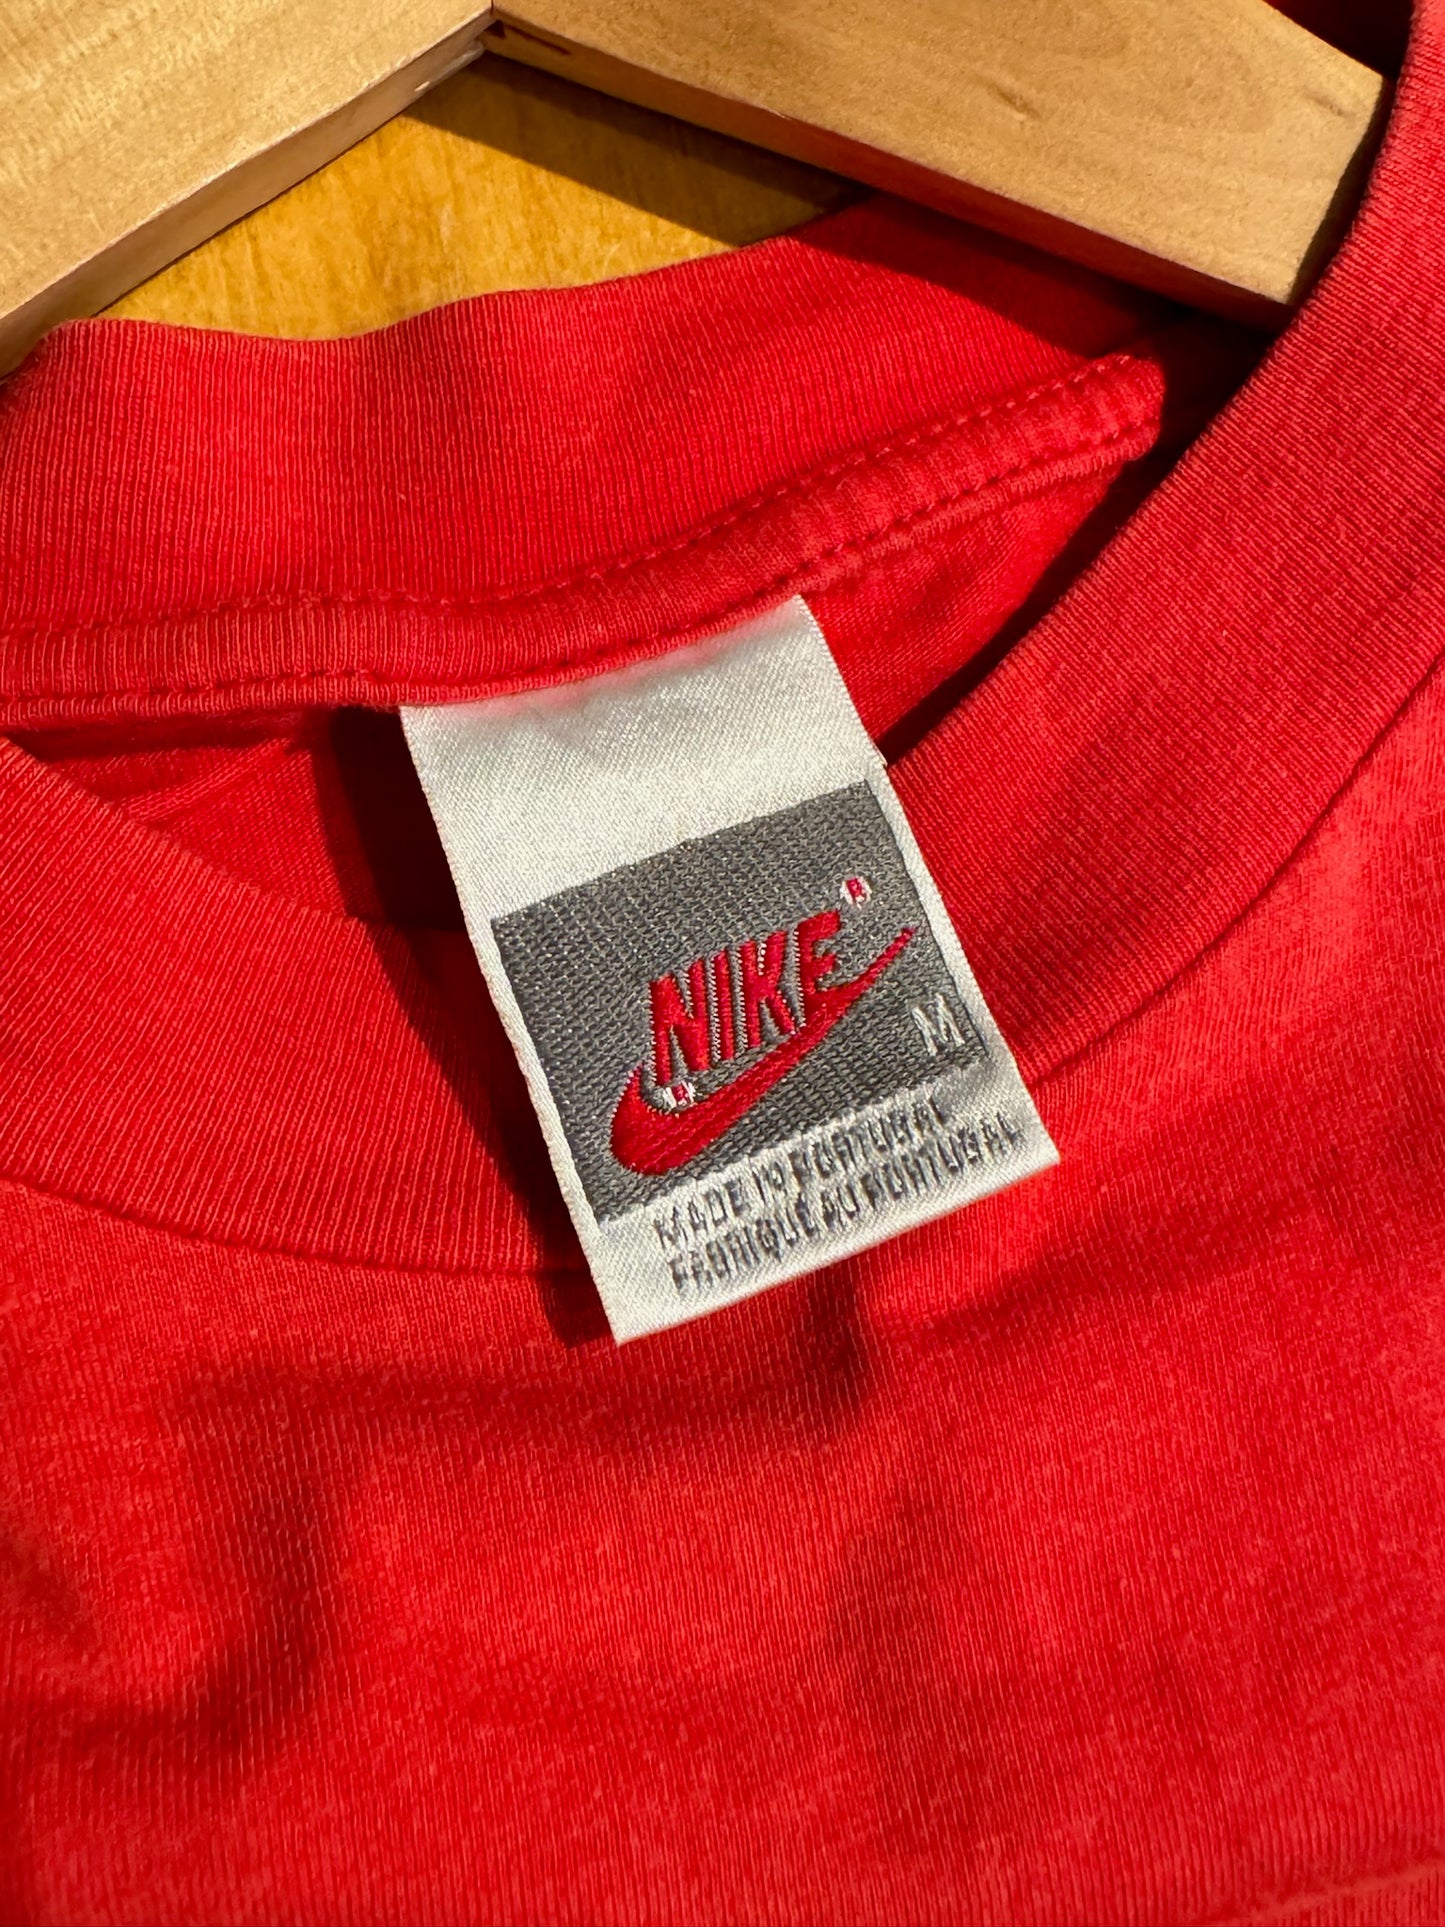 NIKE ®
®
M
MADE IN PORTUGAL
FABRIQUÉ AU PORTUGAL